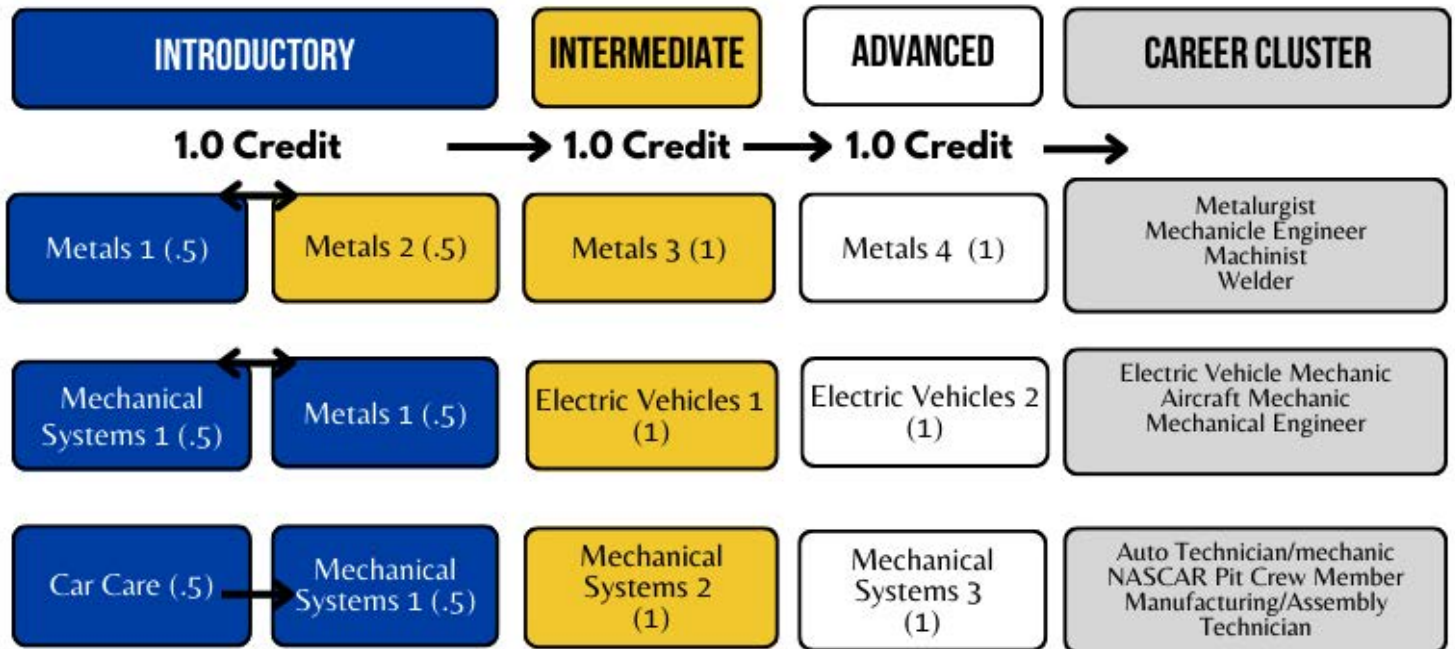 INTRODUCTORY
INTERMEDIATE
ADVANCED
CAREER CLUSTER
1.0 Credit
1.0 Credit
1.0 Credit
Metals 1 (.5)
Metals 2 (.5)
Metals 3 (1)
Metals 4 (1)
Metalurgist
Mechanicle Engineer
Machinist
Welder
Mechanical
Systems 1 (.5)
Metals 1 (.5)
Electric Vehicles 1
(1)
Electric Vehicles 2
(1)
Electric Vehicle Mechanic
Aircraft Mechanic
Mechanical Engineer
Car Care (.5)
Mechanical
Systems 1 (.5)
Mechanical
Systems 2
(1)
Mechanical
Systems 3
(1)
Auto Technician/mechanic
NASCAR Pit Crew Member
Manufacturing/Assembly
Technician